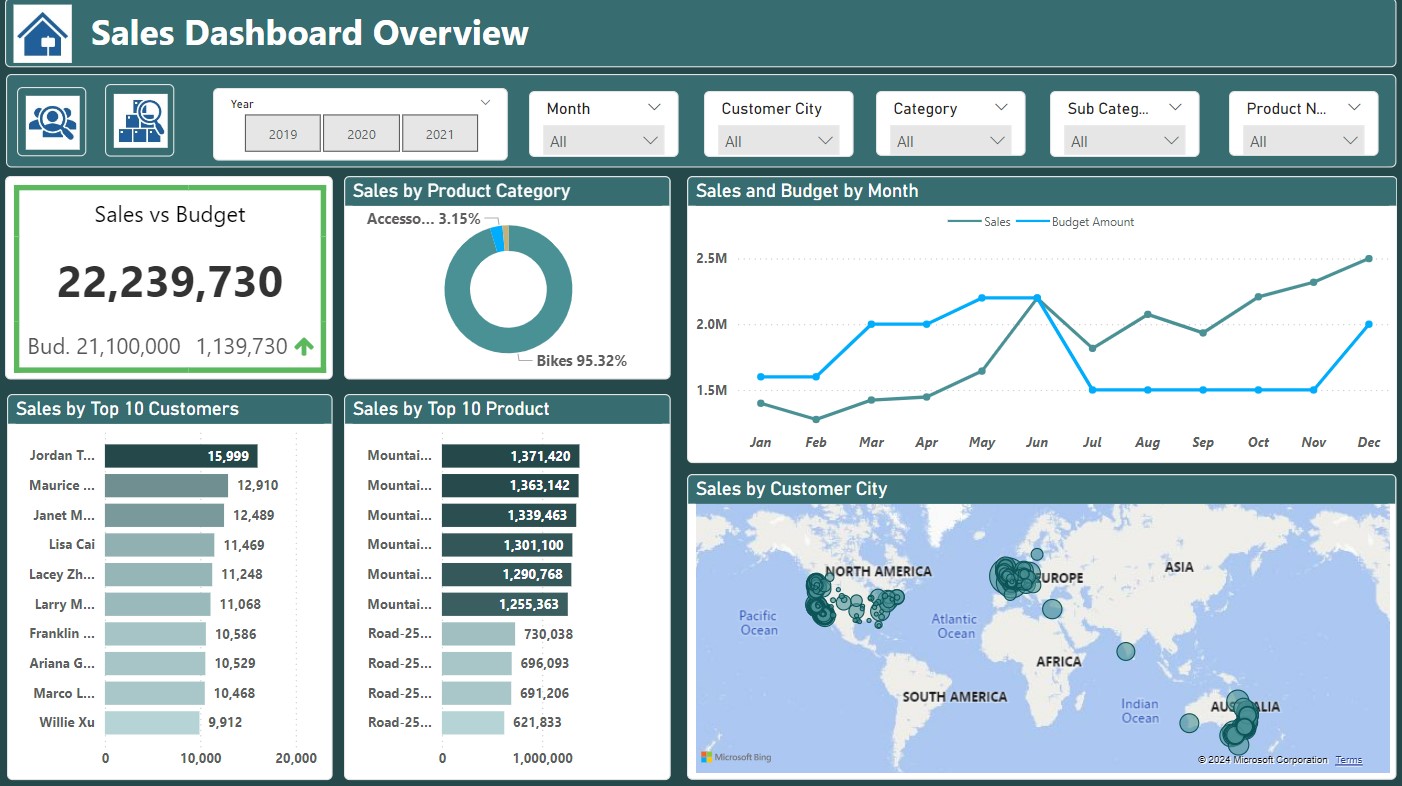 Sales Dashboard Overview
Year
2019 2020 2021
Month
All
Customer City
All
Category
All
Sub Categ...
All
Product N...
All
Sales vs Budget
22,239,730
Bud. 21,100,000 1,139,730
Sales by Product Category
Accesso... 3.15%
Bikes 95.32%
Sales and Budget by Month
Sales Budget Amount
2.5M
2.0M
1.5M
Jan Feb Mar Apr May Jun Jul Aug Sep Oct Nov Dec
Sales by Top 10 Customers
Jordan T... 15,999
Maurice ... 12,910
Janet M... 12,489
Lisa Cai 11,469
Lacey Zh... 11,248
Larry M... 11,068
Franklin ... 10,586
Ariana G... 10,529
Marco L... 10,468
Willie Xu 9,912
0 10,000 20,000
Sales by Top 10 Product
Mountai... 1,371,420
Mountai... 1,363,142
Mountai... 1,339,463
Mountai... 1,301,100
Mountai... 1,290,768
Mountai... 1,255,363
Road-25... 730,038
Road-25... 696,093
Road-25... 691,206
Road-25... 621,833
0 1,000,000
Sales by Customer City
NORTH AMERICA
EUROPE
ASIA
Pacific
Ocean
Atlantic
Ocean
AFRICA
SOUTH AMERICA
Indian
Ocean
AUSTRALIA
Microsoft Bing
© 2024 Microsoft Corporation Terms